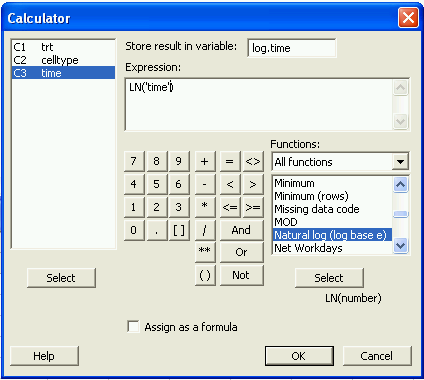 Calculator
C1 trt
C2 celltype
C3 time
Store result in variable: log.time
Expression:
LN('time')
Functions:
All functions
7 8 9 + = <>
4 5 6 - < >
1 2 3 * <= >=
0 . [ ] / And
** Or
( ) Not
Minimum
Minimum (rows)
Missing data code
MOD
Natural log (log base e)
Net Workdays
Select
Select
LN(number)
Assign as a formula
Help
OK
Cancel